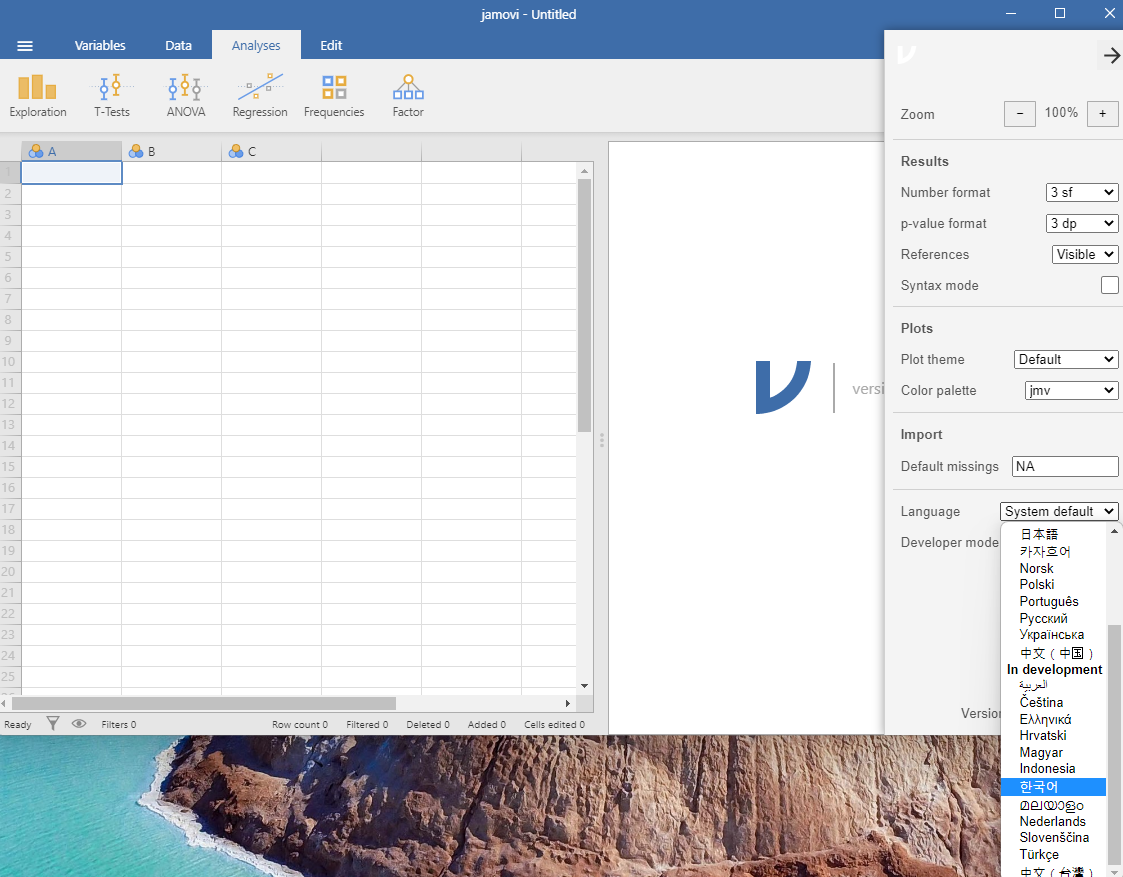 jamovi - Untitled
Variables Data Analyses Edit
Exploration T-Tests ANOVA Regression Frequencies Factor
A B C
1
2
3
4
5
6
7
8
9
10
11
12
13
14
15
16
17
18
19
20
21
22
23
24
25
Ready Filters 0 Row count 0 Filtered 0 Deleted 0 Added 0 Cells edited 0
versi
Zoom − 100% +
Results
Number format 3 sf
p-value format 3 dp
References Visible
Syntax mode
Plots
Plot theme Default
Color palette jmv
Import
Default missings NA
Language System default
Developer mode
Version
日本語
카자흐어
Norsk
Polski
Português
Русский
Українська
中文（中国）
In development
العربية
Čeština
Ελληνικά
Hrvatski
Magyar
Indonesia
한국어
മലയാളം
Nederlands
Slovenščina
Türkçe
中文（台灣）